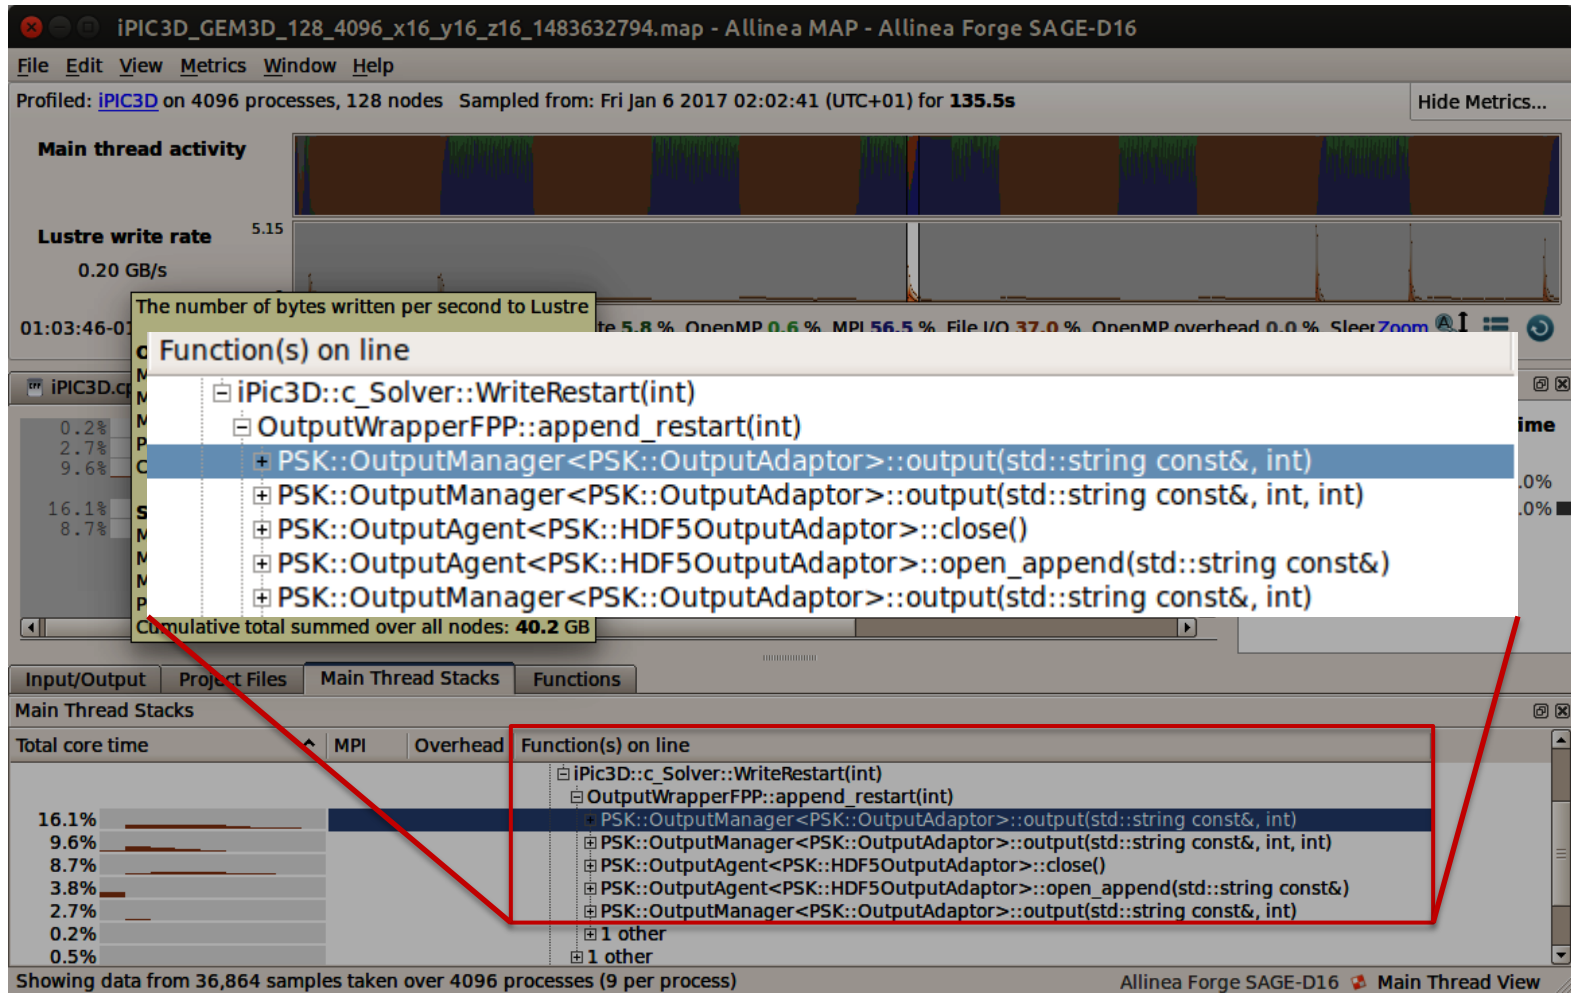 iPIC3D_GEM3D_128_4096_x16_y16_z16_1483632794.map - Allinea MAP - Allinea Forge SAGE-D16
File Edit View Metrics Window Help
Profiled: iPIC3D on 4096 processes, 128 nodes Sampled from: Fri Jan 6 2017 02:02:41 (UTC+01) for 135.5s
Hide Metrics...
Main thread activity
Lustre write rate
5.15
0.20 GB/s
The number of bytes written per second to Lustre
01:03:46-0
5.8 % OpenMP 0.6 % MPI 56.5 % File I/O 37.0 % OpenMP overhead 0.0 % Sleep Zoom
Function(s) on line
iPic3D::c_Solver::WriteRestart(int)
OutputWrapperFPP::append_restart(int)
PSK::OutputManager<PSK::OutputAdaptor>::output(std::string const&, int)
PSK::OutputManager<PSK::OutputAdaptor>::output(std::string const&, int, int)
PSK::OutputAgent<PSK::HDF5OutputAdaptor>::close()
PSK::OutputAgent<PSK::HDF5OutputAdaptor>::open_append(std::string const&)
PSK::OutputManager<PSK::OutputAdaptor>::output(std::string const&, int)
iPIC3D.cp
0.2%
2.7%
9.6%
16.1%
8.7%
ime
.0%
.0%
Cumulative total summed over all nodes: 40.2 GB
Input/Output Project Files Main Thread Stacks Functions
Main Thread Stacks
Total core time MPI Overhead Function(s) on line
iPic3D::c_Solver::WriteRestart(int)
OutputWrapperFPP::append_restart(int)
16.1% PSK::OutputManager<PSK::OutputAdaptor>::output(std::string const&, int)
9.6% PSK::OutputManager<PSK::OutputAdaptor>::output(std::string const&, int, int)
8.7% PSK::OutputAgent<PSK::HDF5OutputAdaptor>::close()
3.8% PSK::OutputAgent<PSK::HDF5OutputAdaptor>::open_append(std::string const&)
2.7% PSK::OutputManager<PSK::OutputAdaptor>::output(std::string const&, int)
0.2% 1 other
0.5% 1 other
Showing data from 36,864 samples taken over 4096 processes (9 per process)
Allinea Forge SAGE-D16 Main Thread View